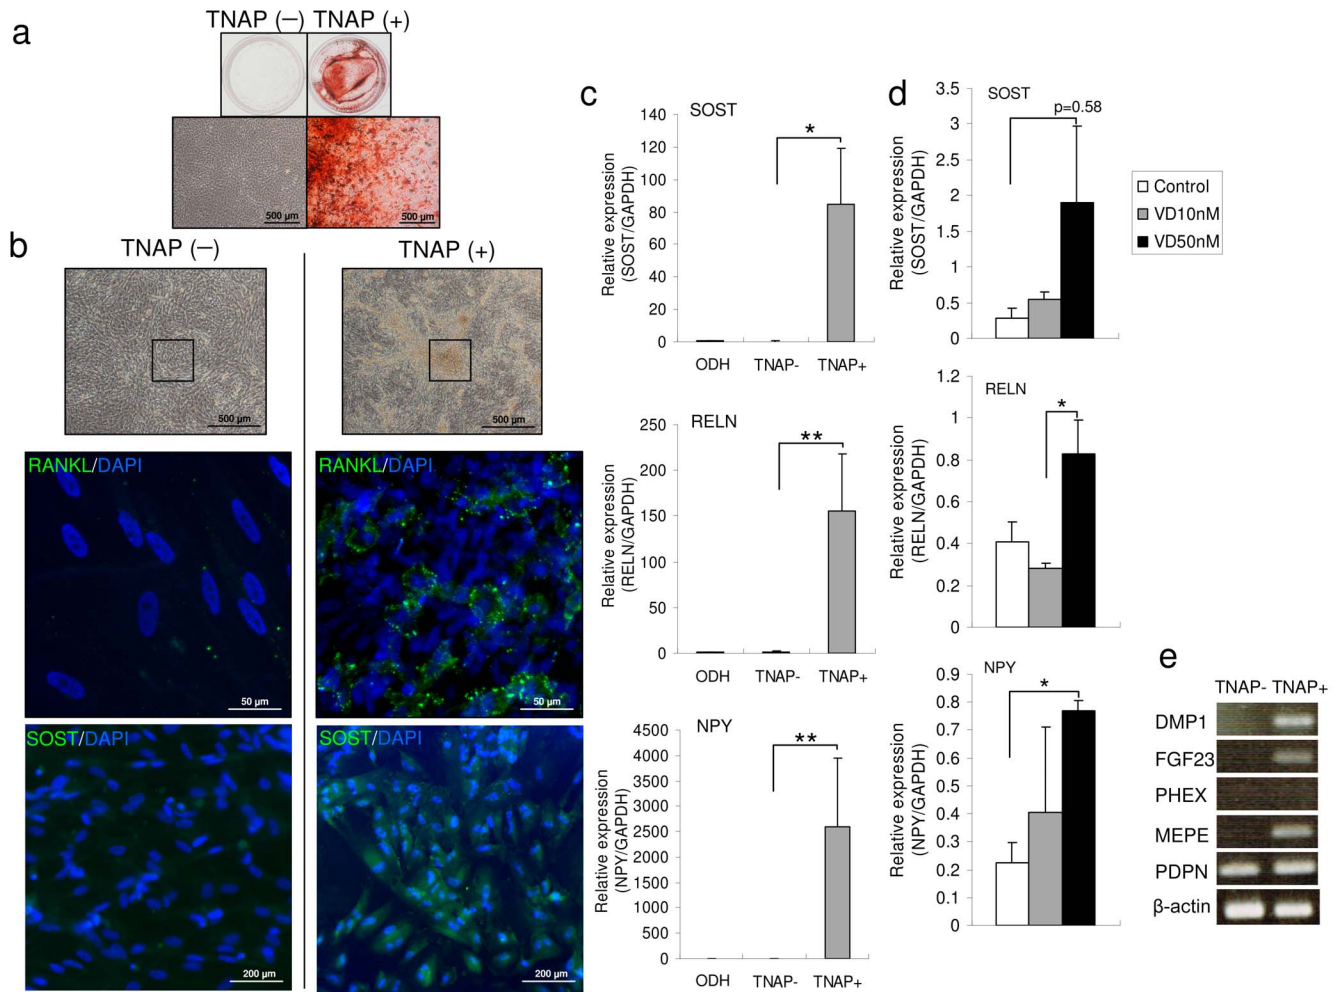 a
TNAP (—) TNAP (+)
500 µm
500 µm
b
TNAP (—)
TNAP (+)
500 µm
500 µm
RANKL/DAPI
RANKL/DAPI
50 µm
50 µm
SOST/DAPI
SOST/DAPI
200 µm
200 µm
c
SOST
Relative expression
(SOST/GAPDH)
140
120
100
80
60
40
20
0
*
ODH TNAP- TNAP+
RELN
Relative expression
(RELN/GAPDH)
250
200
150
100
50
0
**
ODH TNAP- TNAP+
NPY
Relative expression
(NPY/GAPDH)
4500
4000
3500
3000
2500
2000
1500
1000
500
0
**
ODH TNAP- TNAP+
d
SOST
Relative expression
(SOST/GAPDH)
3.5
3
2.5
2
1.5
1
0.5
0
p=0.58
Control
VD10nM
VD50nM
RELN
Relative expression
(RELN/GAPDH)
1.2
1
0.8
0.6
0.4
0.2
0
*
NPY
Relative expression
(NPY/GAPDH)
0.9
0.8
0.7
0.6
0.5
0.4
0.3
0.2
0.1
0
*
e
TNAP- TNAP+
DMP1
FGF23
PHEX
MEPE
PDPN
β-actin